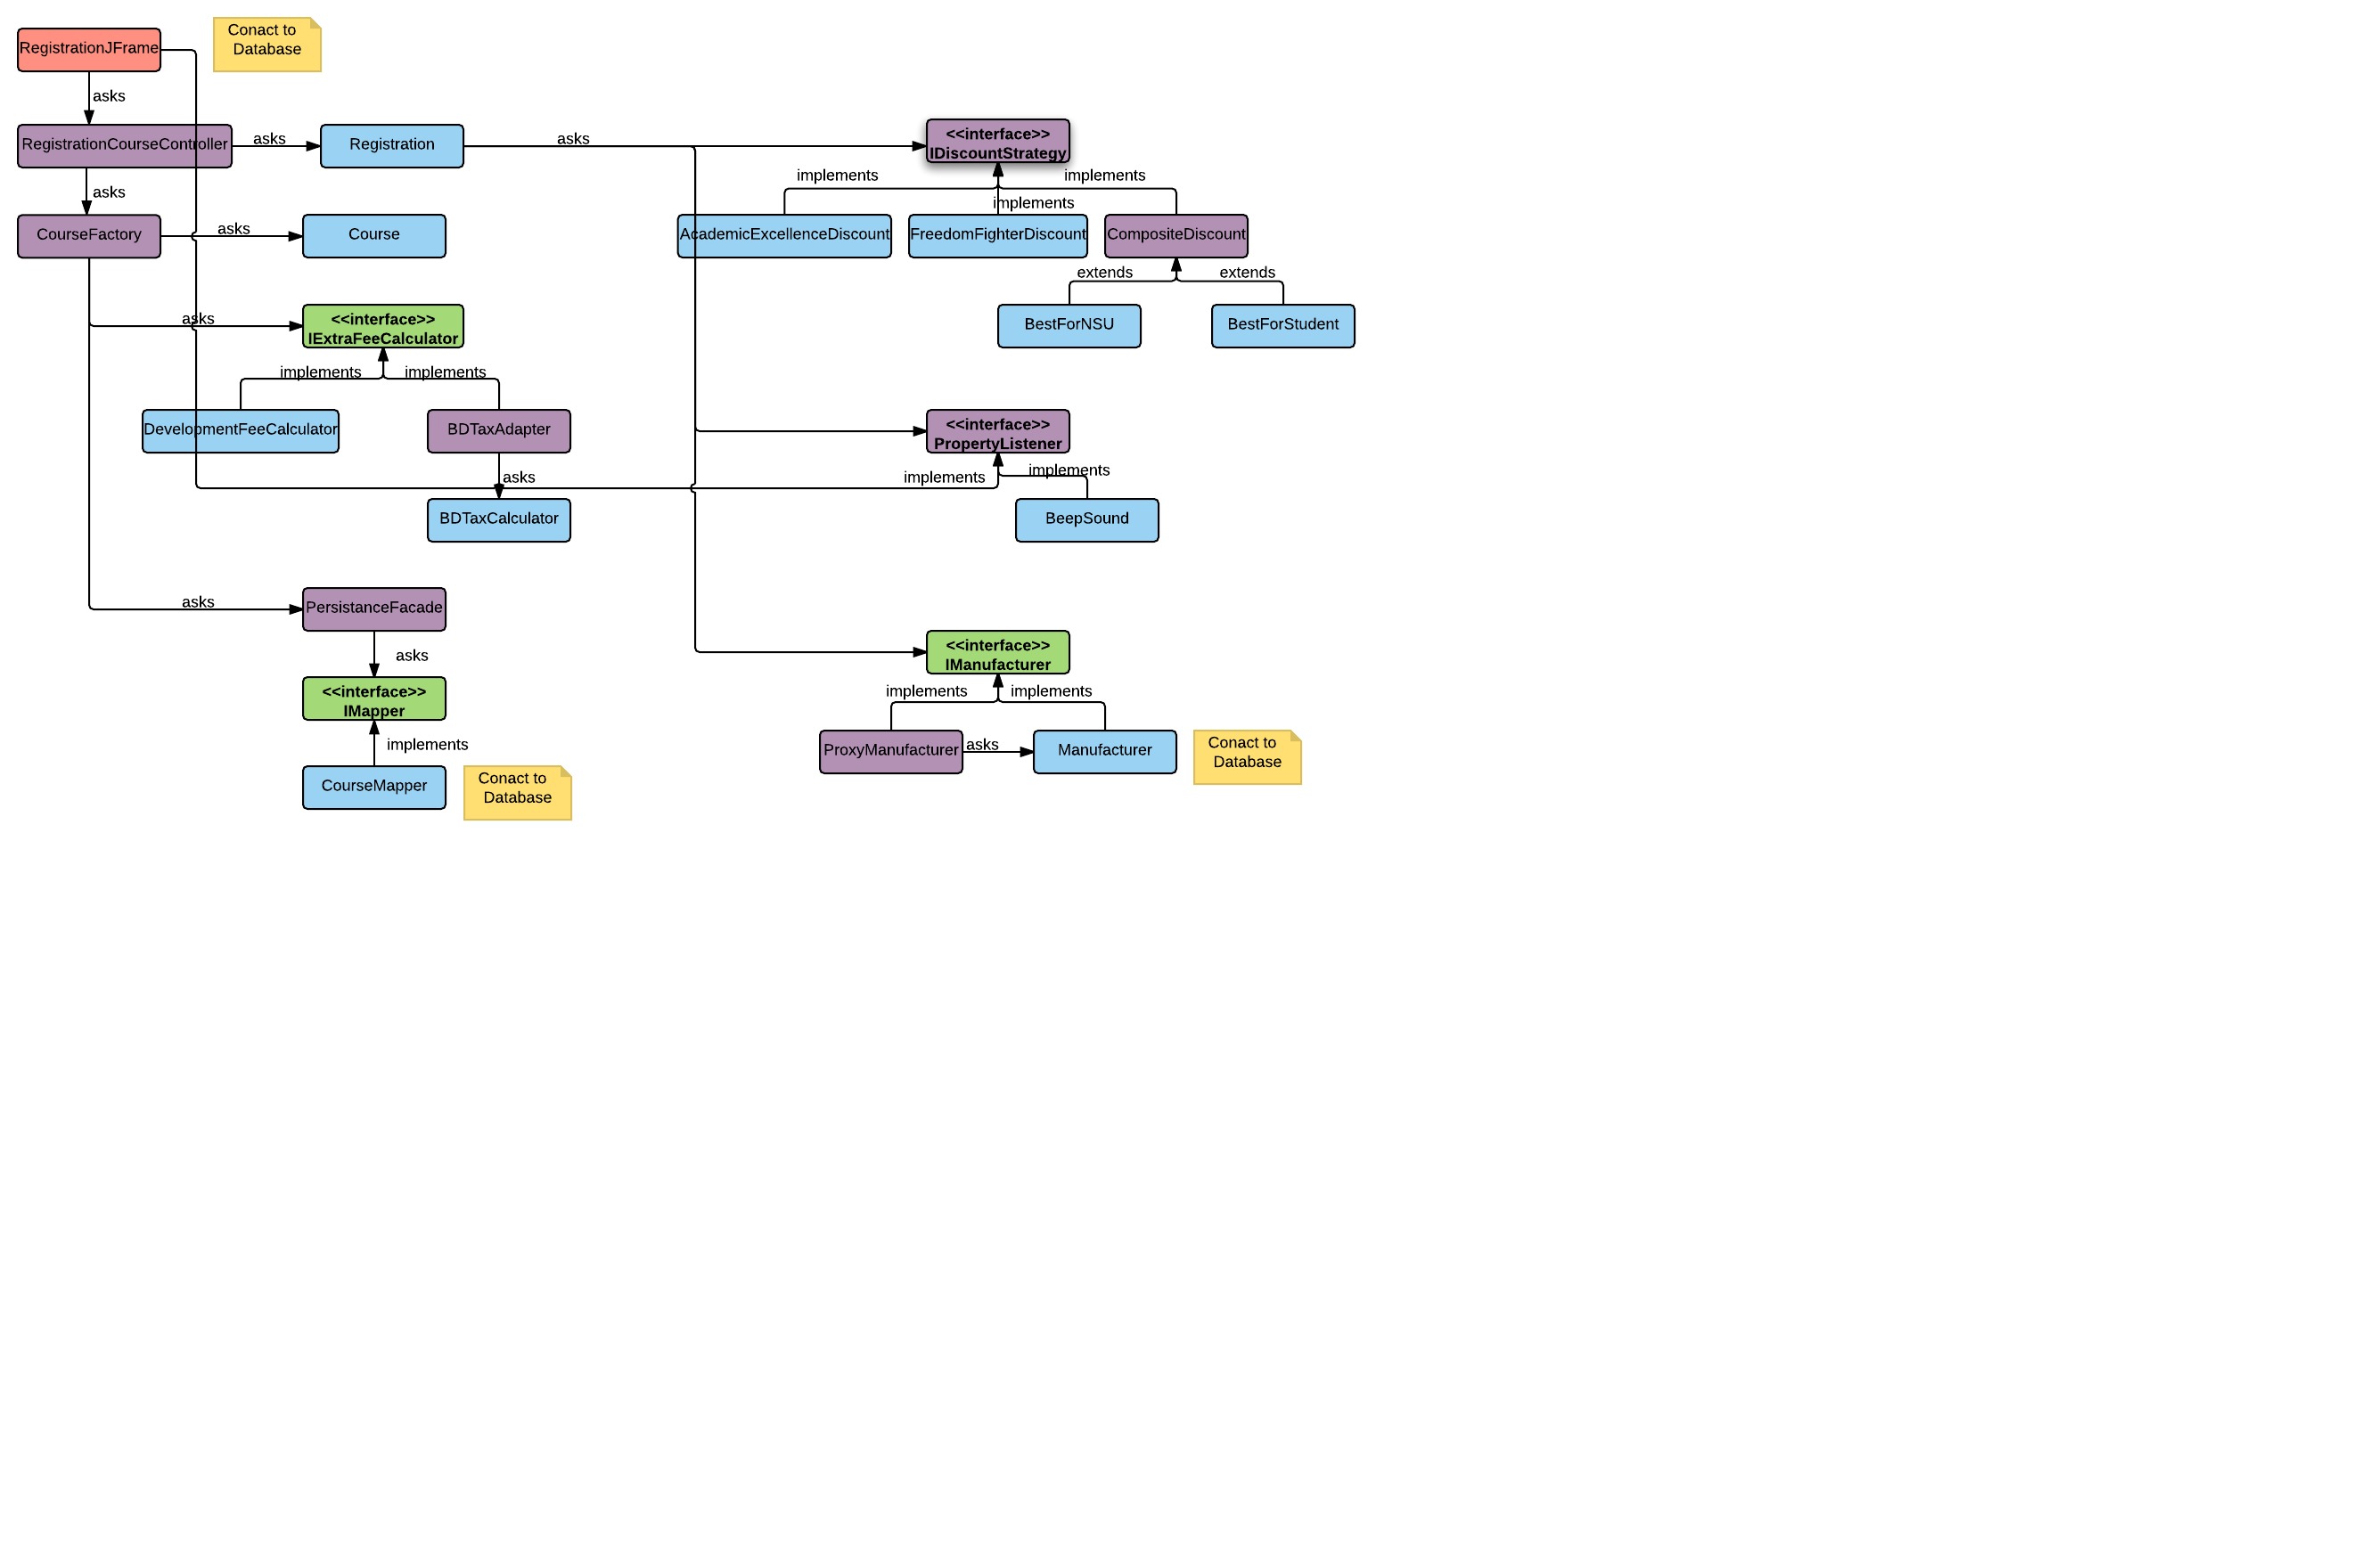 Conact to
Database
RegistrationJFrame
asks
RegistrationCourseController
asks
Registration
asks
<<interface>>
IDiscountStrategy
implements
implements
asks
implements
CourseFactory
asks
Course
AcademicExcellenceDiscount
FreedomFighterDiscount
CompositeDiscount
extends
extends
asks
<<interface>>
IExtraFeeCalculator
BestForNSU
BestForStudent
implements
implements
DevelopmentFeeCalculator
BDTaxAdapter
<<interface>>
PropertyListener
asks
implements
implements
BDTaxCalculator
BeepSound
asks
PersistanceFacade
asks
<<interface>>
IManufacturer
<<interface>>
IMapper
implements
implements
implements
ProxyManufacturer
asks
Manufacturer
Conact to
Database
CourseMapper
Conact to
Database